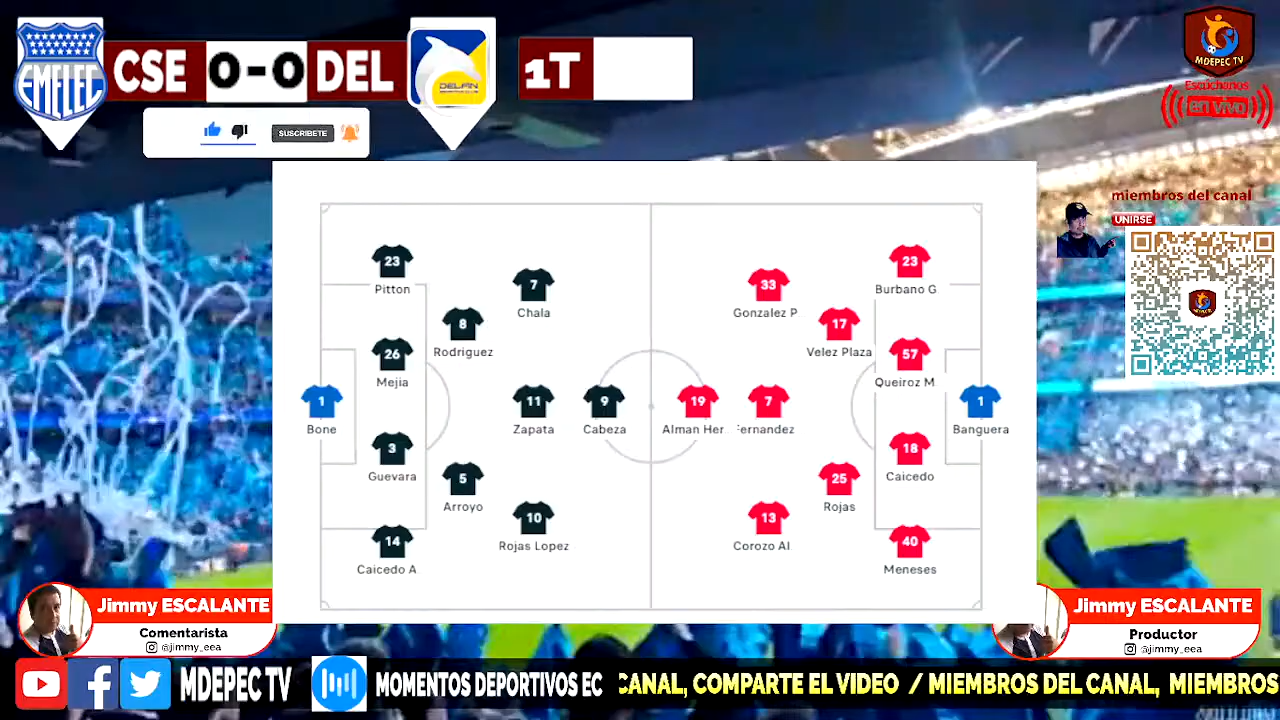 EMELEC
CSE 0-0 DEL
DELFIN
1T
SUSCRIBETE
MDEPEC TV
Escúchanos
en vivo
miembros del canal
UNIRSE
23
Pitton
7
Chala
8
Rodriguez
26
Mejia
1
Bone
11
Zapata
9
Cabeza
3
Guevara
5
Arroyo
10
Rojas Lopez
14
Caicedo A
33
Gonzalez P
23
Burbano G
17
Velez Plaza
57
Queiroz M.
19
Alman Her...
7
Fernandez
1
Banguera
18
Caicedo
25
Rojas
13
Corozo Al
40
Meneses
Jimmy ESCALANTE
Comentarista
@jimmy_eea
Jimmy ESCALANTE
Productor
@jimmy_eea
MDEPEC TV
MOMENTOS DEPORTIVOS EC
CANAL, COMPARTE EL VIDEO / MIEMBROS DEL CANAL, MIEMBROS